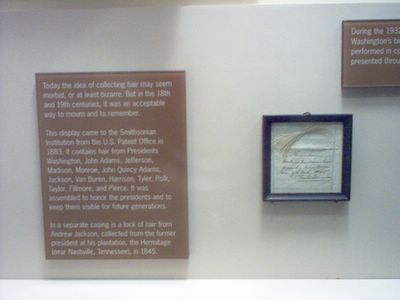 Today the idea of collecting hair may seem
morbid, or at least bizarre. But in the 18th
and 19th centuries, it was an acceptable
way to mourn and to remember.
This display came to the Smithsonian
Institution from the U.S. Patent Office in
1883. It contains hair from Presidents
Washington, John Adams, Jefferson,
Madison, Monroe, John Quincy Adams,
Jackson, Van Buren, Harrison, Tyler, Polk,
Taylor, Fillmore, and Pierce. It was
assembled to honor the presidents and to
keep them visible for future generations.
In a separate casing is a lock of hair from
Andrew Jackson, collected from the former
president at his plantation, the Hermitage
(near Nashville, Tennessee), in 1845.
During the 1932
Washington's bi
performed in co
presented throu